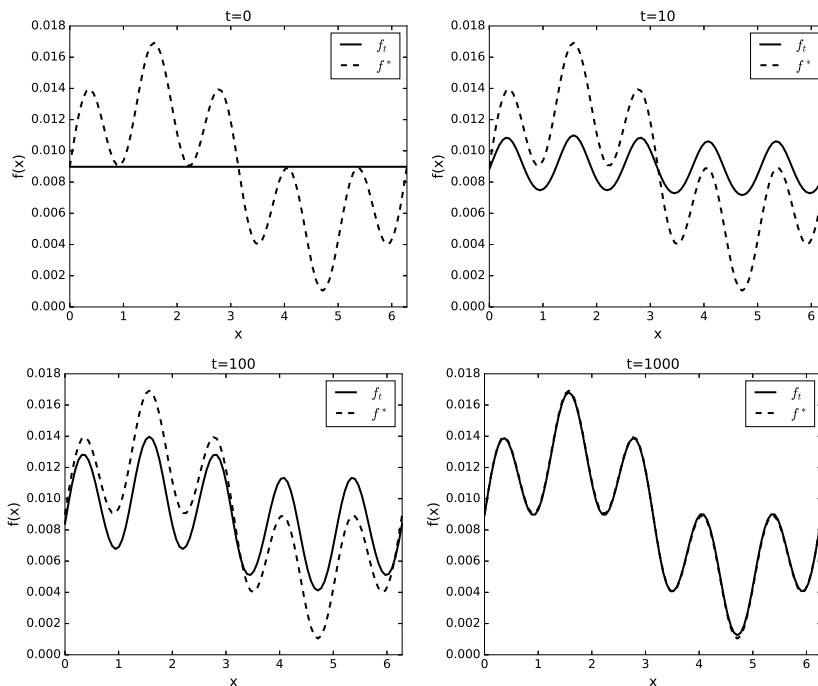 t=0
0.018
0.016
0.014
0.012
0.010
0.008
0.006
0.004
0.002
0.000
f(x)
0 1 2 3 4 5 6
x
f_t
f*
t=10
0.018
0.016
0.014
0.012
0.010
0.008
0.006
0.004
0.002
0.000
f(x)
0 1 2 3 4 5 6
x
f_t
f*
t=100
0.018
0.016
0.014
0.012
0.010
0.008
0.006
0.004
0.002
0.000
f(x)
0 1 2 3 4 5 6
x
f_t
f*
t=1000
0.018
0.016
0.014
0.012
0.010
0.008
0.006
0.004
0.002
0.000
f(x)
0 1 2 3 4 5 6
x
f_t
f*